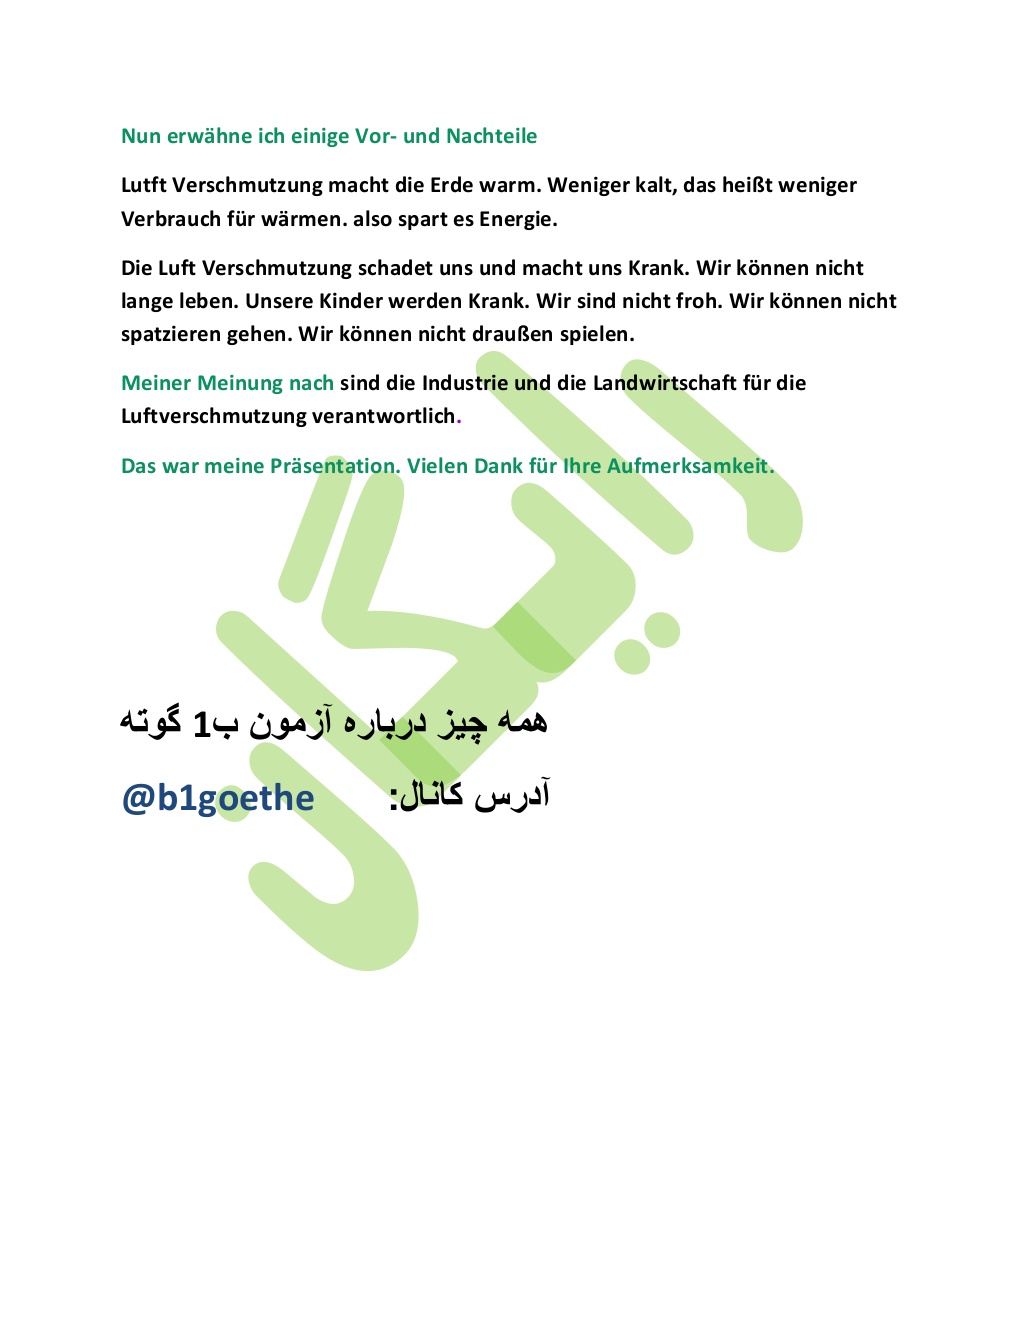 Nun erwähne ich einige Vor- und Nachteile
Lutft Verschmutzung macht die Erde warm. Weniger kalt, das heißt weniger
Verbrauch für wärmen. also spart es Energie.
Die Luft Verschmutzung schadet uns und macht uns Krank. Wir können nicht
lange leben. Unsere Kinder werden Krank. Wir sind nicht froh. Wir können nicht
spatzieren gehen. Wir können nicht draußen spielen.
Meiner Meinung nach sind die Industrie und die Landwirtschaft für die
Luftverschmutzung verantwortlich.
Das war meine Präsentation. Vielen Dank für Ihre Aufmerksamkeit.
رایگان
همه چیز درباره آزمون ب1 گوته
آدرس کانال: @b1goethe